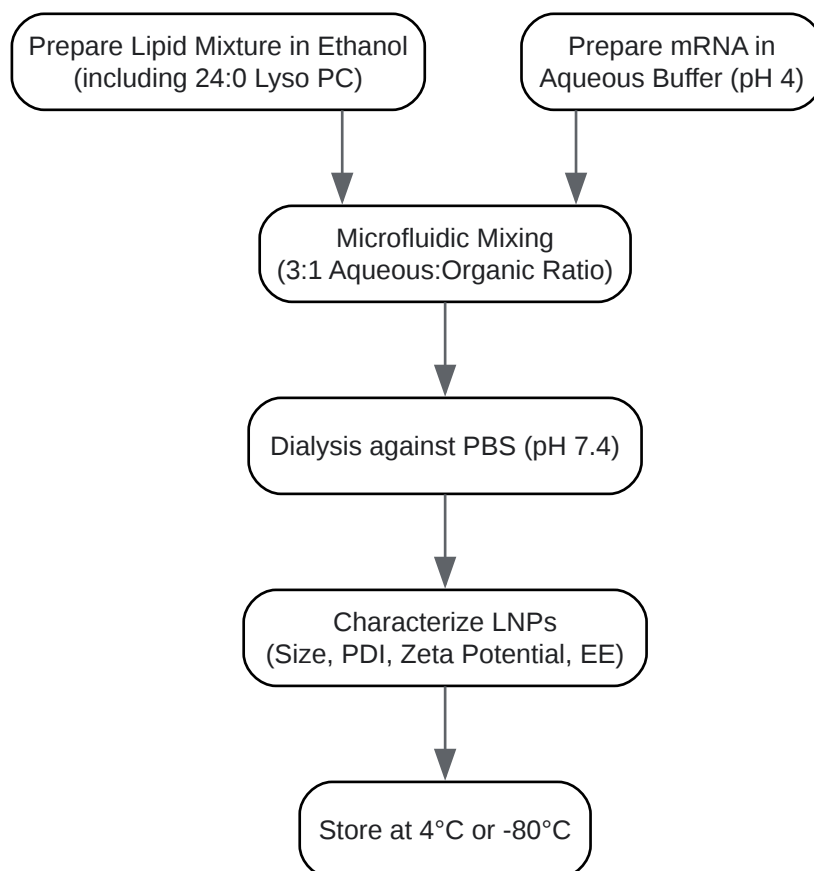 Prepare Lipid Mixture in Ethanol
(including 24:0 Lyso PC)
Prepare mRNA in
Aqueous Buffer (pH 4)
Microfluidic Mixing
(3:1 Aqueous:Organic Ratio)
Dialysis against PBS (pH 7.4)
Characterize LNPs
(Size, PDI, Zeta Potential, EE)
Store at 4°C or -80°C